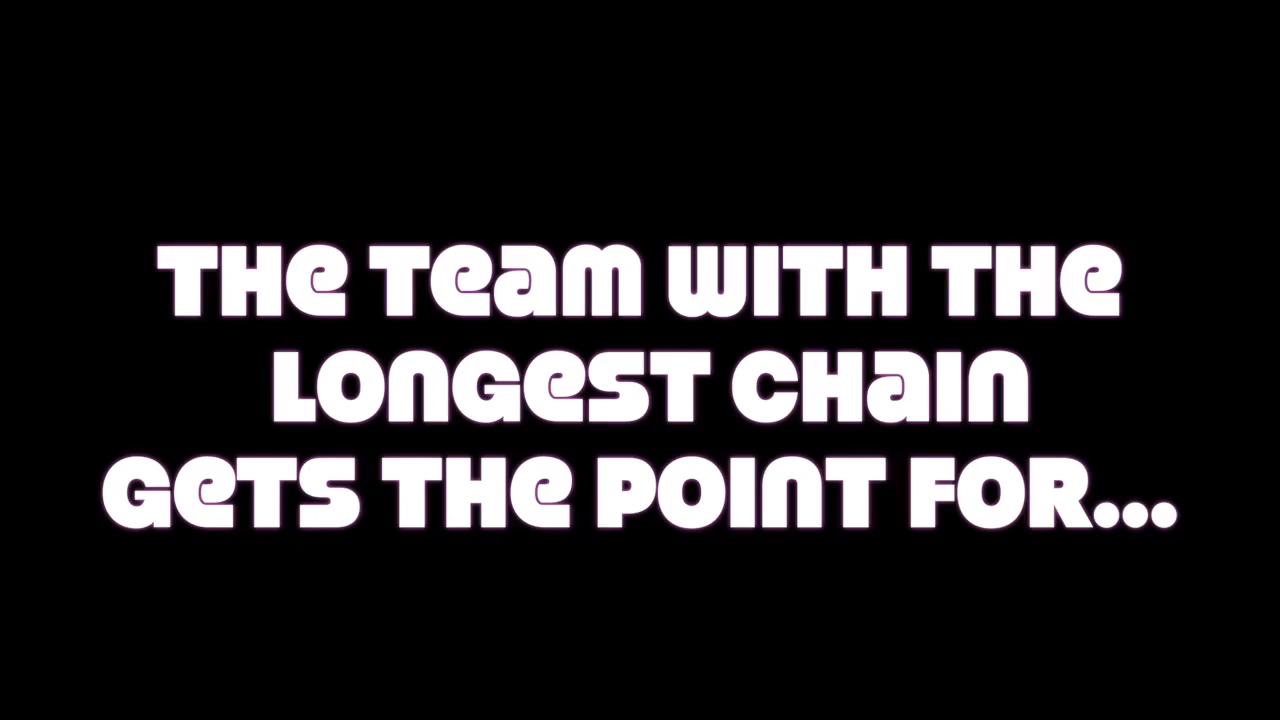 THE TEAM WITH THE
LONGEST CHAIN
GETS THE POINT FOR...